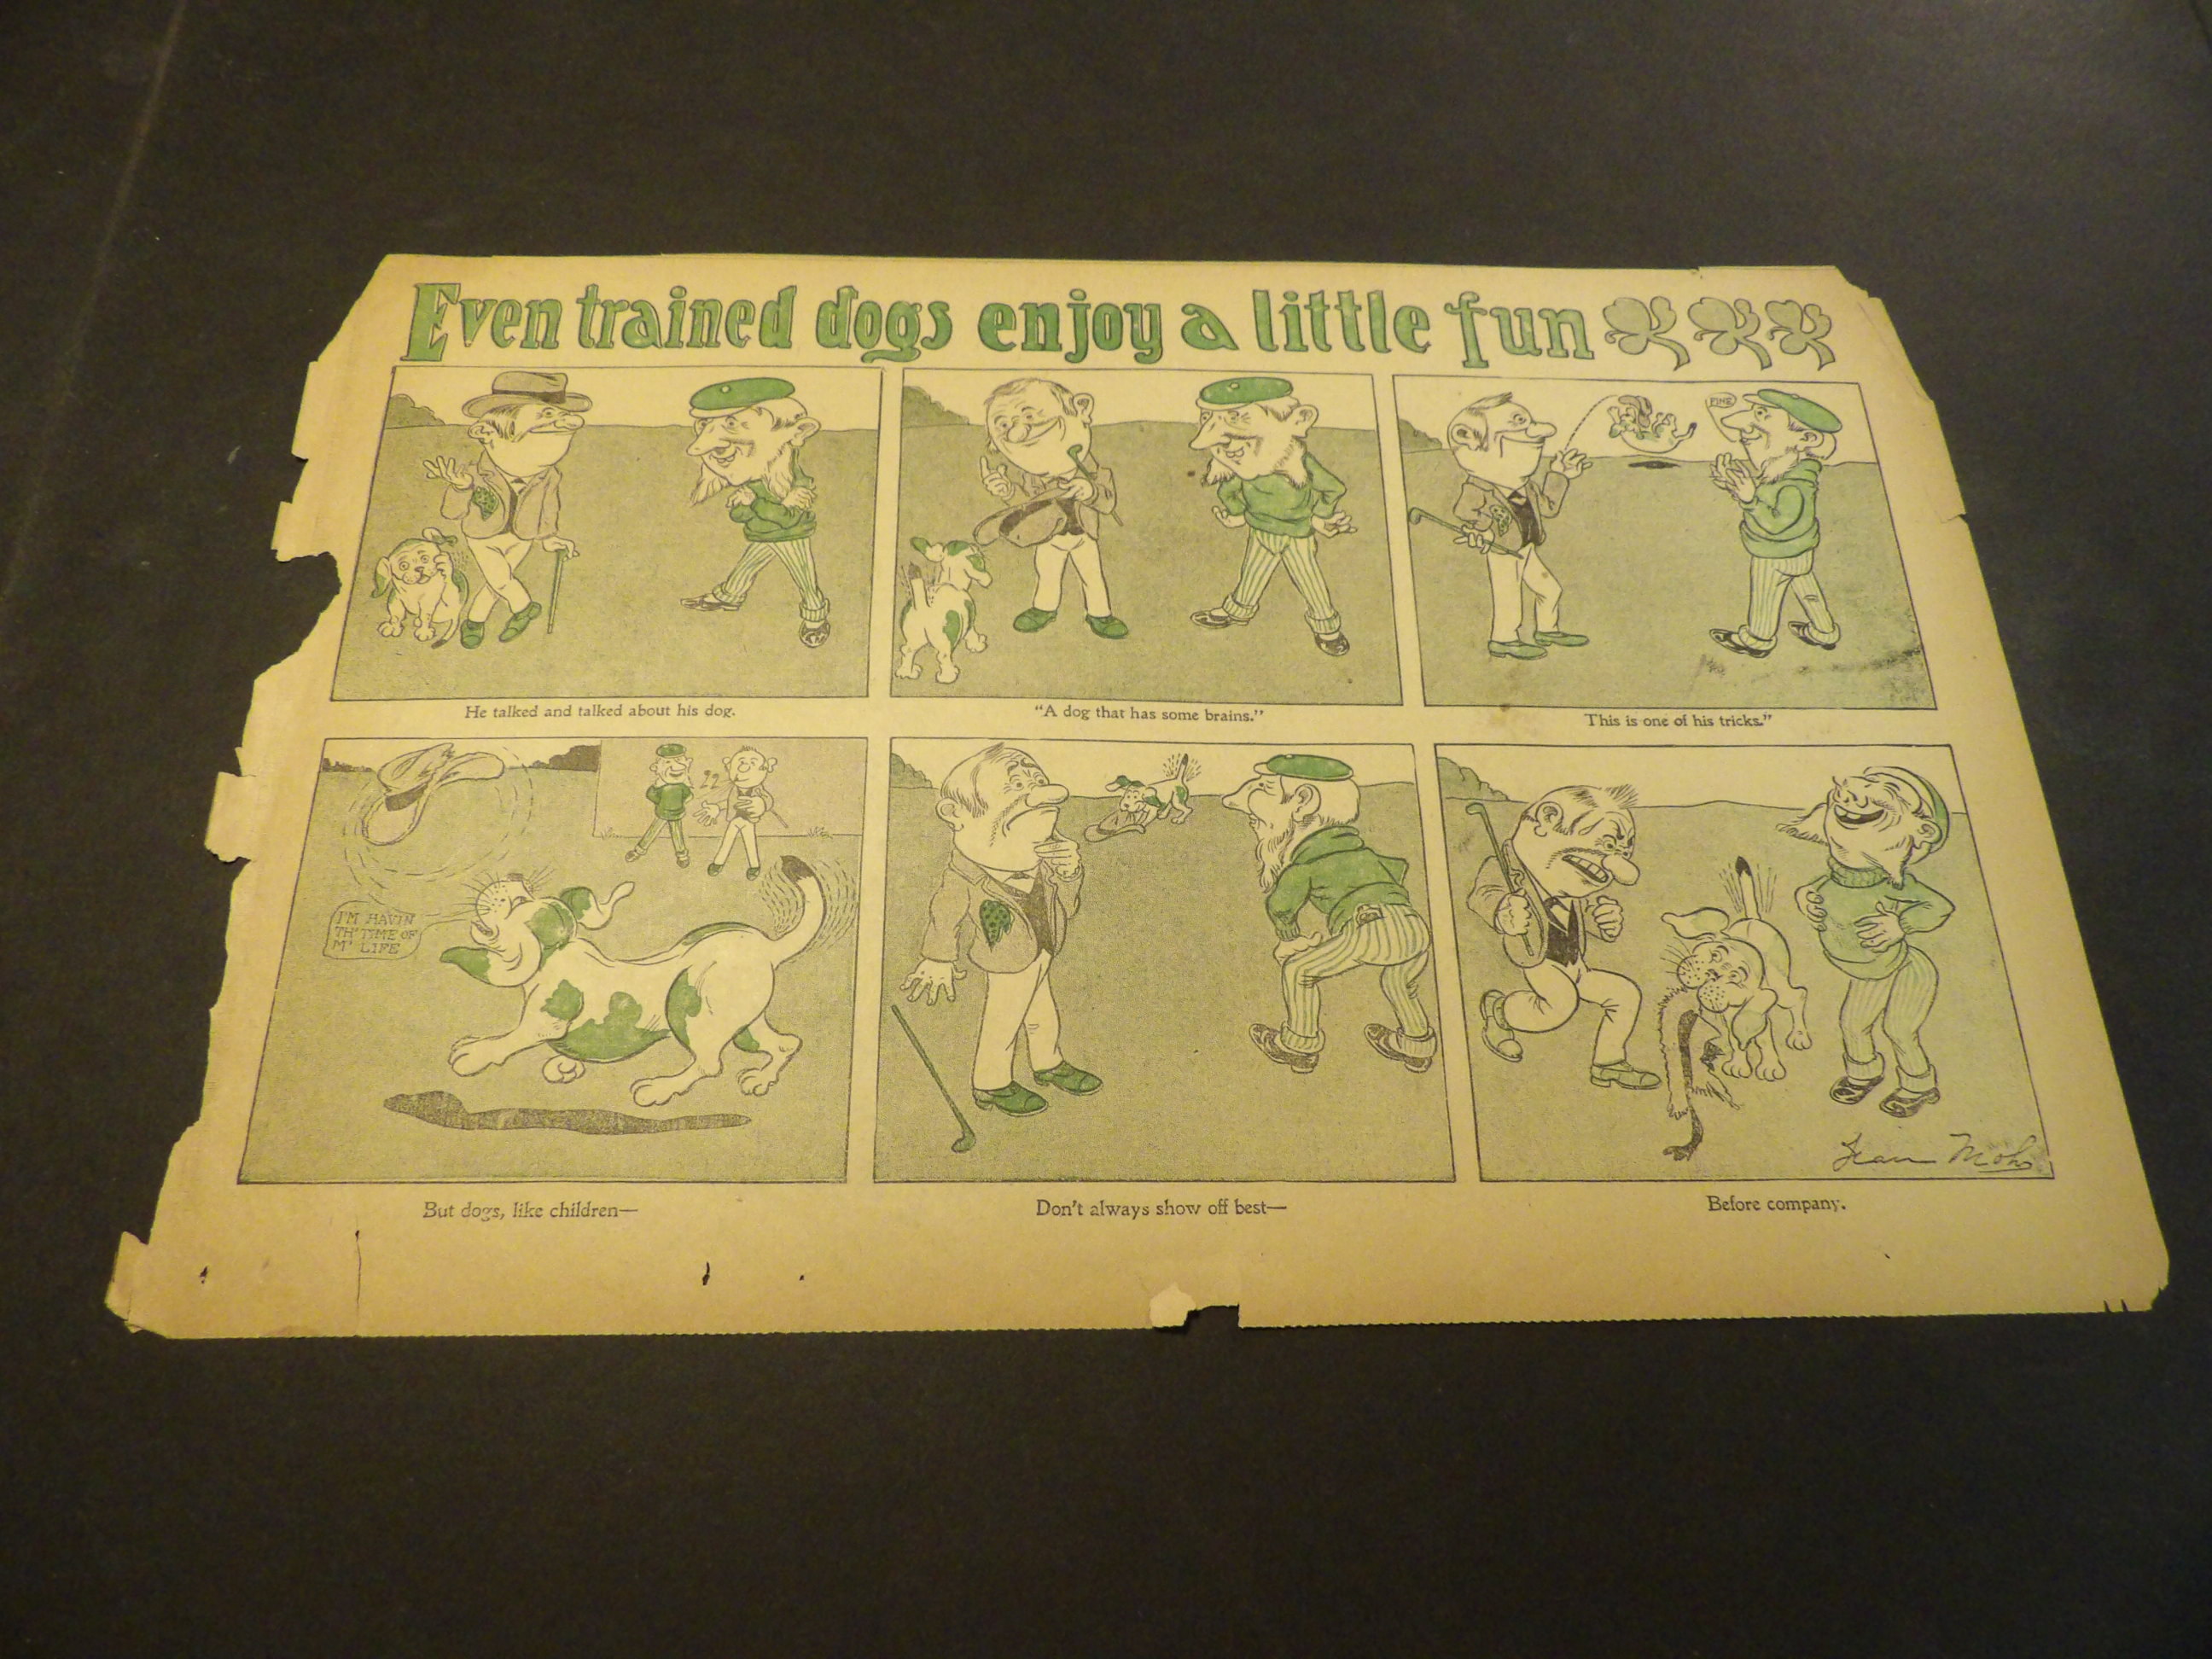 Even trained dogs enjoy a little fun
FINE
He talked and talked about his dog.
"A dog that has some brains."
This is one of his tricks."
I'M HAVIN
TH' TIME OF
M' LIFE
But dogs, like children—
Don't always show off best—
Jean Mohr
Before company.